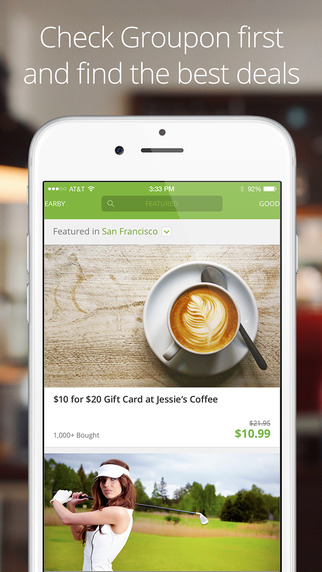 Check Groupon first
and find the best deals
AT&T 3:33 PM 92%
EARBY FEATURED GOOD
Featured in San Francisco
$10 for $20 Gift Card at Jessie's Coffee
$21.95
1,000+ Bought $10.99